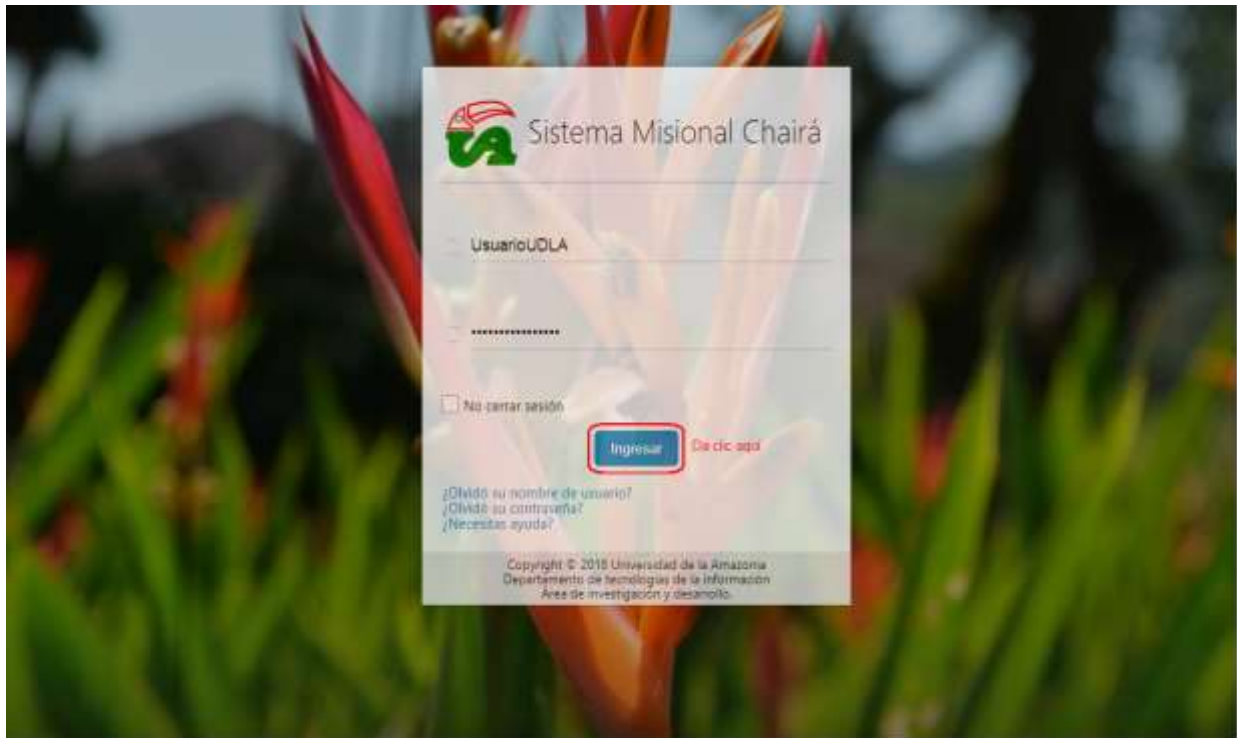 Sistema Misional Chairá
UsuarioUDLA
••••••••••••••••
No cerrar sesión
Ingresar
Da clic aquí
¿Olvidó su nombre de usuario?
¿Olvidó su contraseña?
¿Necesitas ayuda?
Copyright © 2018 Universidad de la Amazonia
Departamento de tecnologías de la información
Área de investigación y desarrollo.